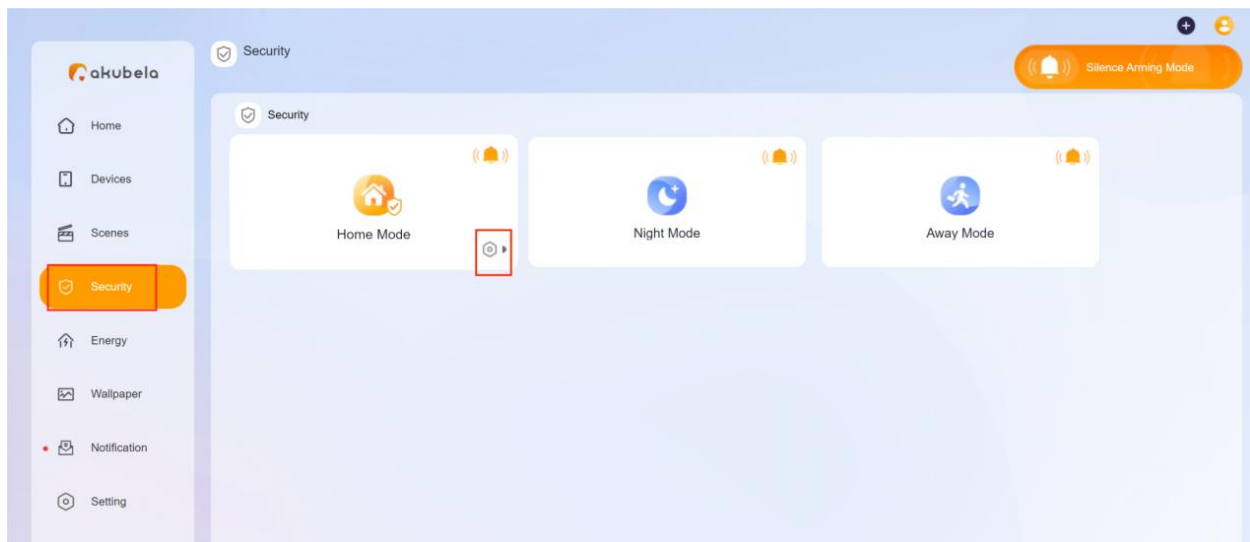 akubela
Home
Devices
Scenes
Security
Energy
Wallpaper
Notification
Setting
Security
Silence Arming Mode
Security
Home Mode
Night Mode
Away Mode